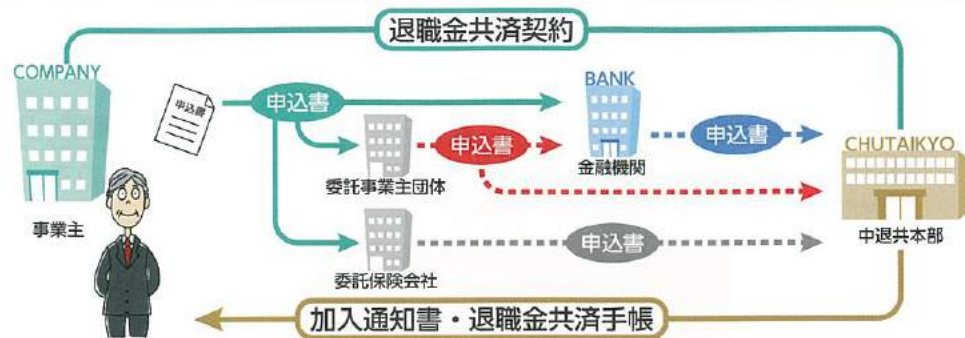 退職金共済契約
COMPANY
申込書
申込書
BANK
申込書
申込書
金融機関
CHUTAIKYO
委託事業主団体
事業主
中退共本部
申込書
委託保険会社
加入通知書・退職金共済手帳